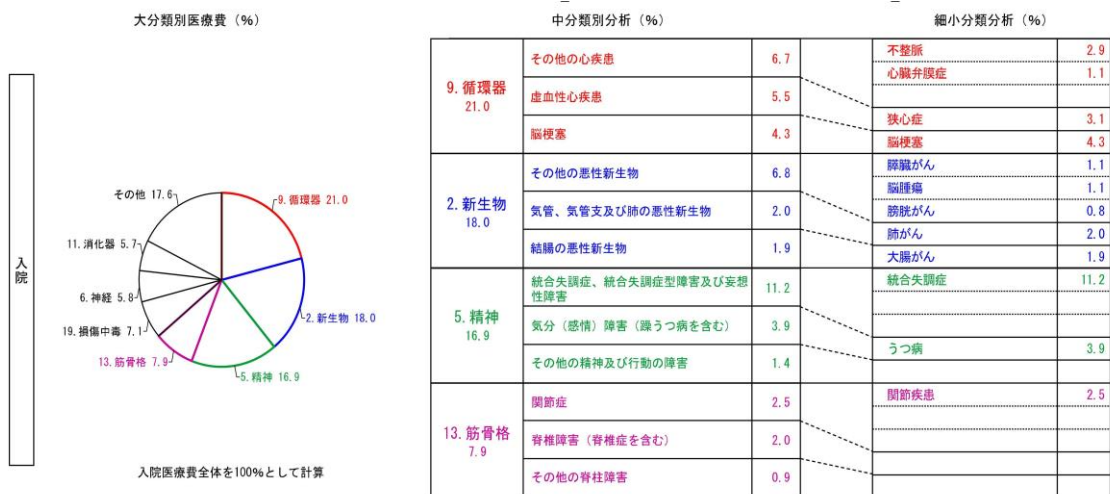 大分類別医療費（%）
中分類別分析（%）
細小分類分析（%）
入院
9.循環器 21.0
2.新生物 18.0
5.精神 16.9
13.筋骨格 7.9
19.損傷中毒 7.1
6.神経 5.8
11.消化器 5.7
その他 17.6
入院医療費全体を100%として計算
9.循環器
21.0
その他の心疾患 6.7
虚血性心疾患 5.5
脳梗塞 4.3
不整脈 2.9
心臓弁膜症 1.1
狭心症 3.1
脳梗塞 4.3
2.新生物
18.0
その他の悪性新生物 6.8
気管、気管支及び肺の悪性新生物 2.0
結腸の悪性新生物 1.9
膵臓がん 1.1
脳腫瘍 1.1
膀胱がん 0.8
肺がん 2.0
大腸がん 1.9
5.精神
16.9
統合失調症、統合失調症型障害及び妄想
性障害 11.2
気分（感情）障害（躁うつ病を含む） 3.9
その他の精神及び行動の障害 1.4
統合失調症 11.2
うつ病 3.9
13.筋骨格
7.9
関節症 2.5
脊椎障害（脊椎症を含む） 2.0
その他の脊柱障害 0.9
関節疾患 2.5